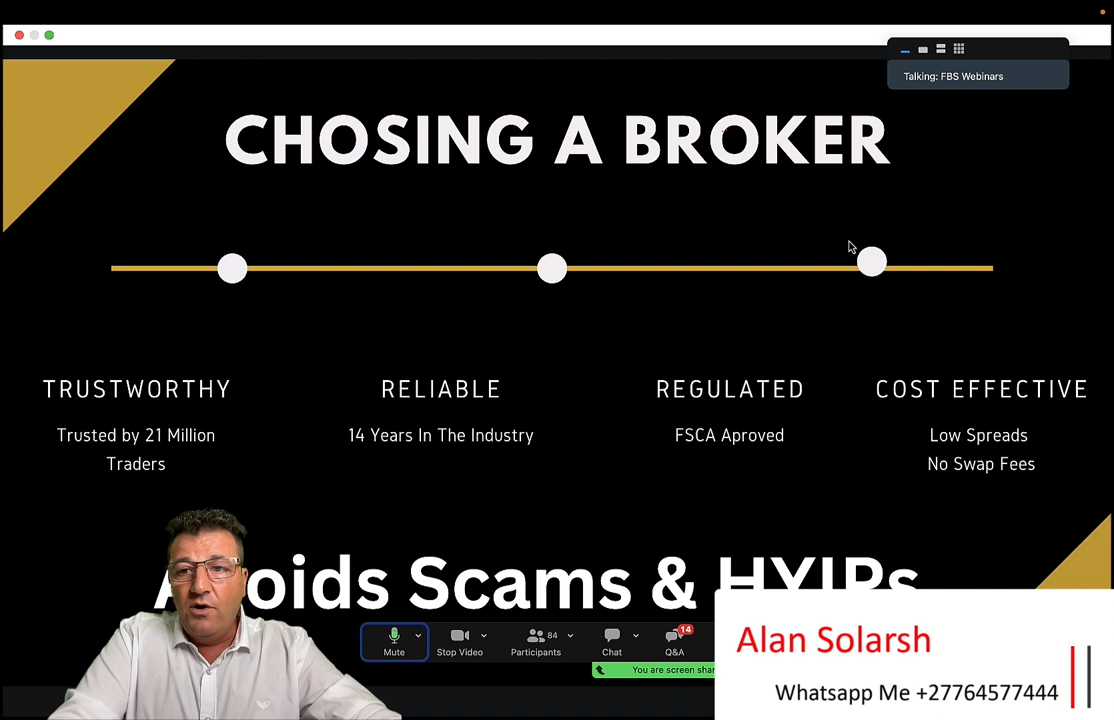 Talking: FBS Webinars
CHOSING A BROKER
TRUSTWORTHY
Trusted by 21 Million
Traders
RELIABLE
14 Years In The Industry
REGULATED
FSCA Aproved
COST EFFECTIVE
Low Spreads
No Swap Fees
Scams & HYIPs
Mute
Stop Video
84
Participants
Chat
14
Q&A
You are screen
Alan Solarsh
Whatsapp Me +27764577444